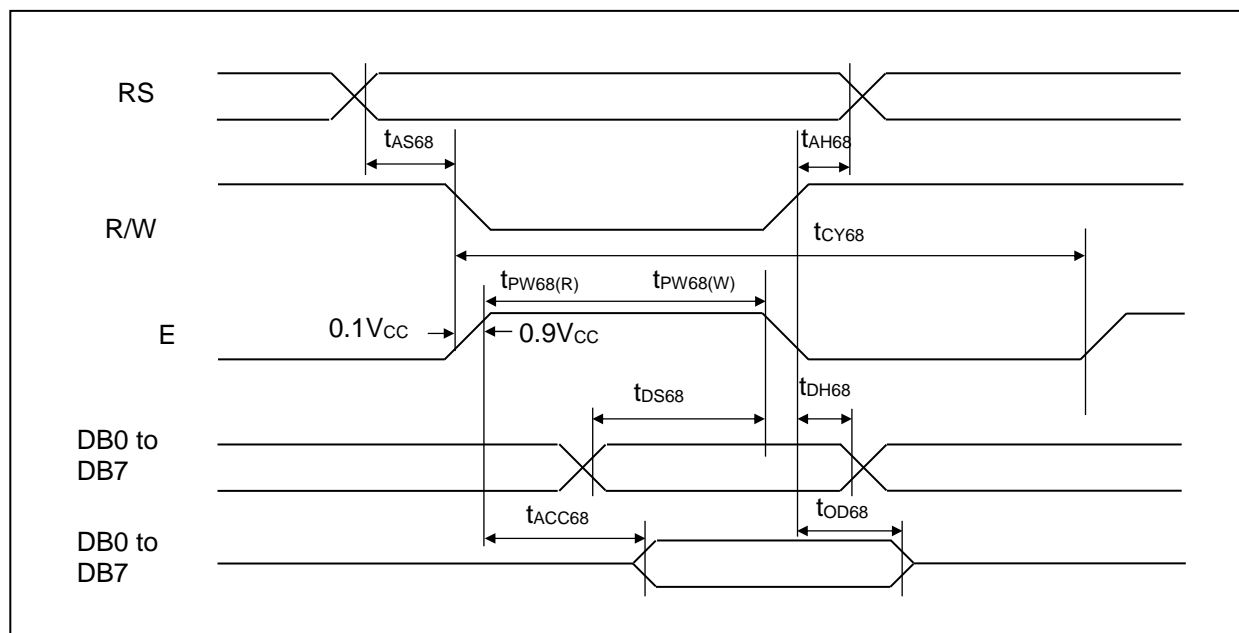 RS
tAS68
tAH68
R/W
tCY68
tPW68(R)
tPW68(W)
E
0.1VCC
0.9VCC
tDS68
tDH68
DB0 to
DB7
tACC68
tOD68
DB0 to
DB7